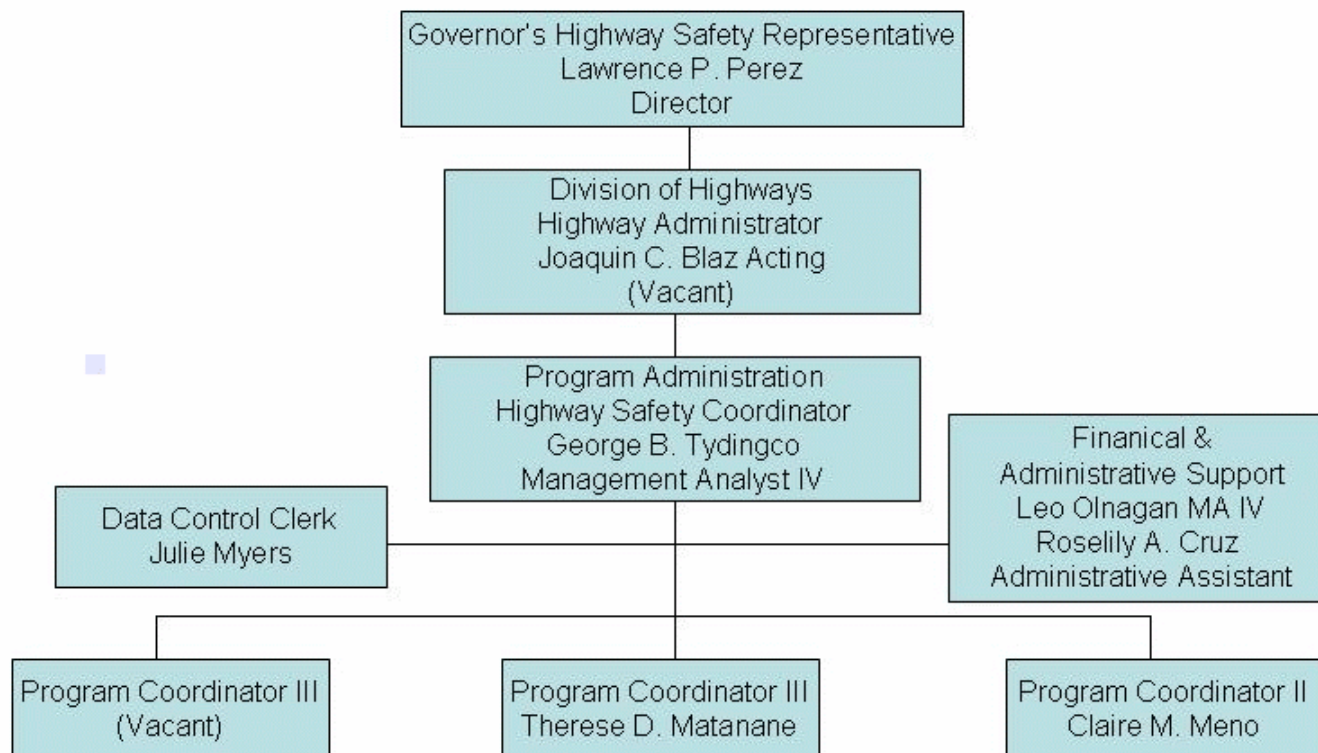 Governor's Highway Safety Representative
Lawrence P. Perez
Director
Division of Highways
Highway Administrator
Joaquin C. Blaz Acting
(Vacant)
Program Administration
Highway Safety Coordinator
George B. Tydingco
Management Analyst IV
Data Control Clerk
Julie Myers
Finanical &
Administrative Support
Leo Olnagan MA IV
Roselily A. Cruz
Administrative Assistant
Program Coordinator III
(Vacant)
Program Coordinator III
Therese D. Matanane
Program Coordinator II
Claire M. Meno